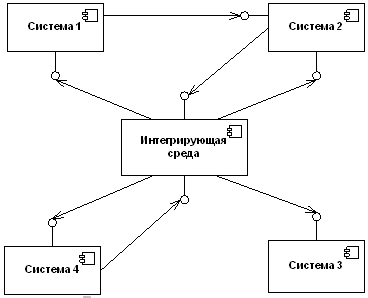 Система 1
Система 2
Интегрирующая
среда
Система 4
Система 3